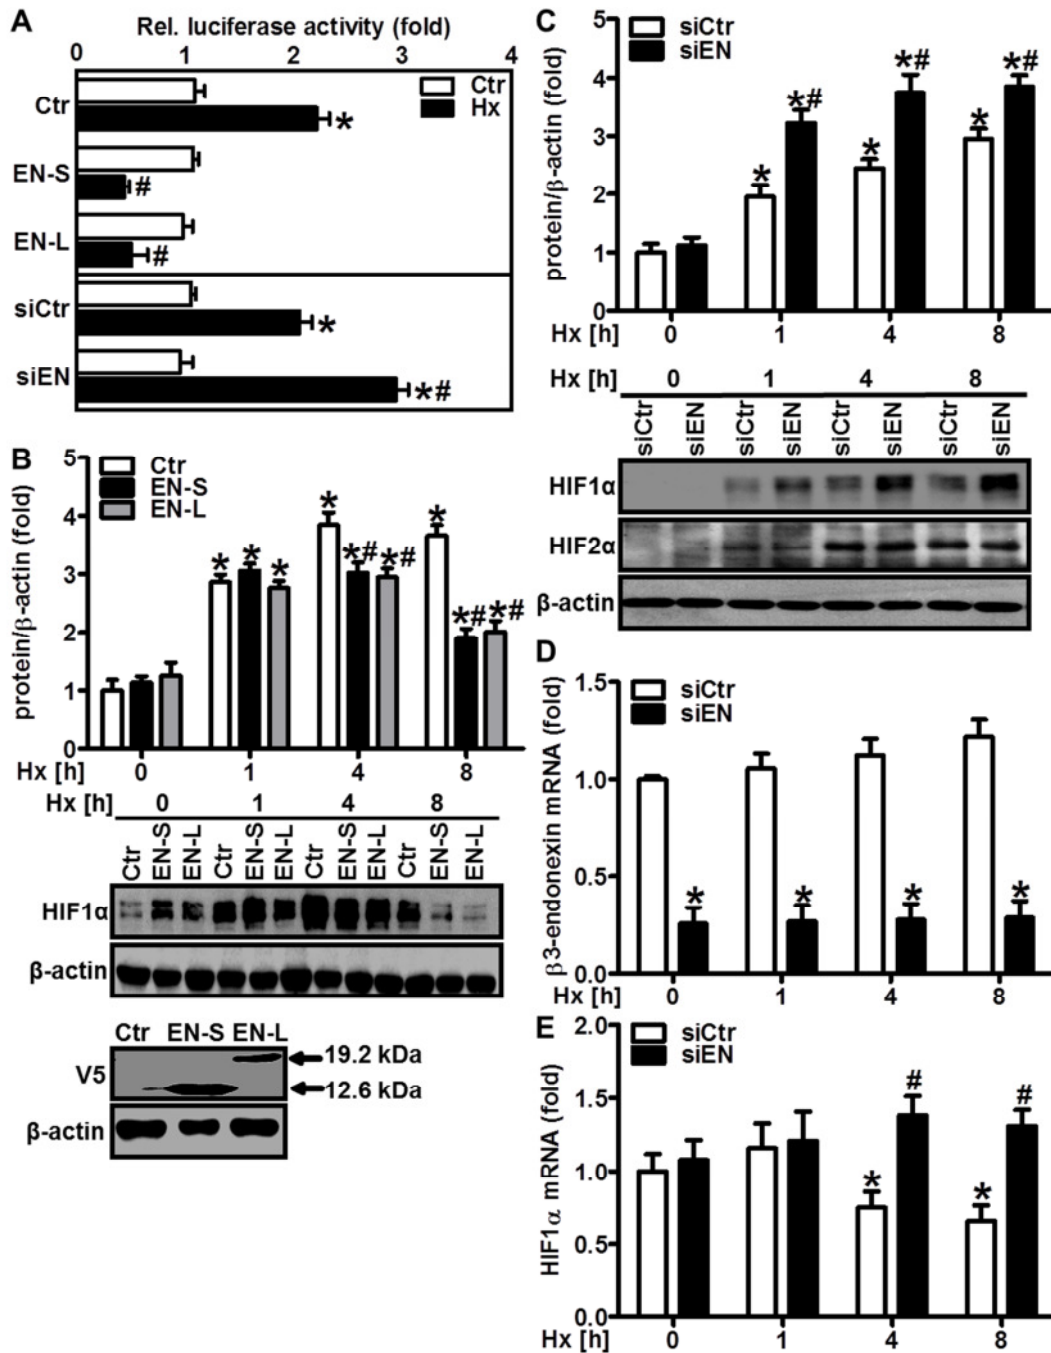 A
Rel. luciferase activity (fold)
0 1 2 3 4
Ctr
Hx
Ctr
*
EN-S
#
EN-L
#
siCtr
*
siEN
*#
B
Ctr
EN-S
EN-L
protein/β-actin (fold)
5
4
3
2
1
0
* * *
* *# *#
* *# *#
Hx [h] 0 1 4 8
Hx [h] 0 1 4 8
Ctr EN-S EN-L Ctr EN-S EN-L Ctr EN-S EN-L Ctr EN-S EN-L
HIF1α
β-actin
Ctr EN-S EN-L
V5
19.2 kDa
12.6 kDa
β-actin
C
siCtr
siEN
protein/β-actin (fold)
5
4
3
2
1
0
* *#
* *#
* *#
Hx [h] 0 1 4 8
Hx [h] 0 1 4 8
siCtr siEN siCtr siEN siCtr siEN siCtr siEN
HIF1α
HIF2α
β-actin
D
siCtr
siEN
β3-endonexin mRNA (fold)
1.5
1.0
0.5
0.0
* * * *
Hx [h] 0 1 4 8
E
siCtr
siEN
HIF1α mRNA (fold)
2.0
1.5
1.0
0.5
0.0
* #
* #
Hx [h] 0 1 4 8